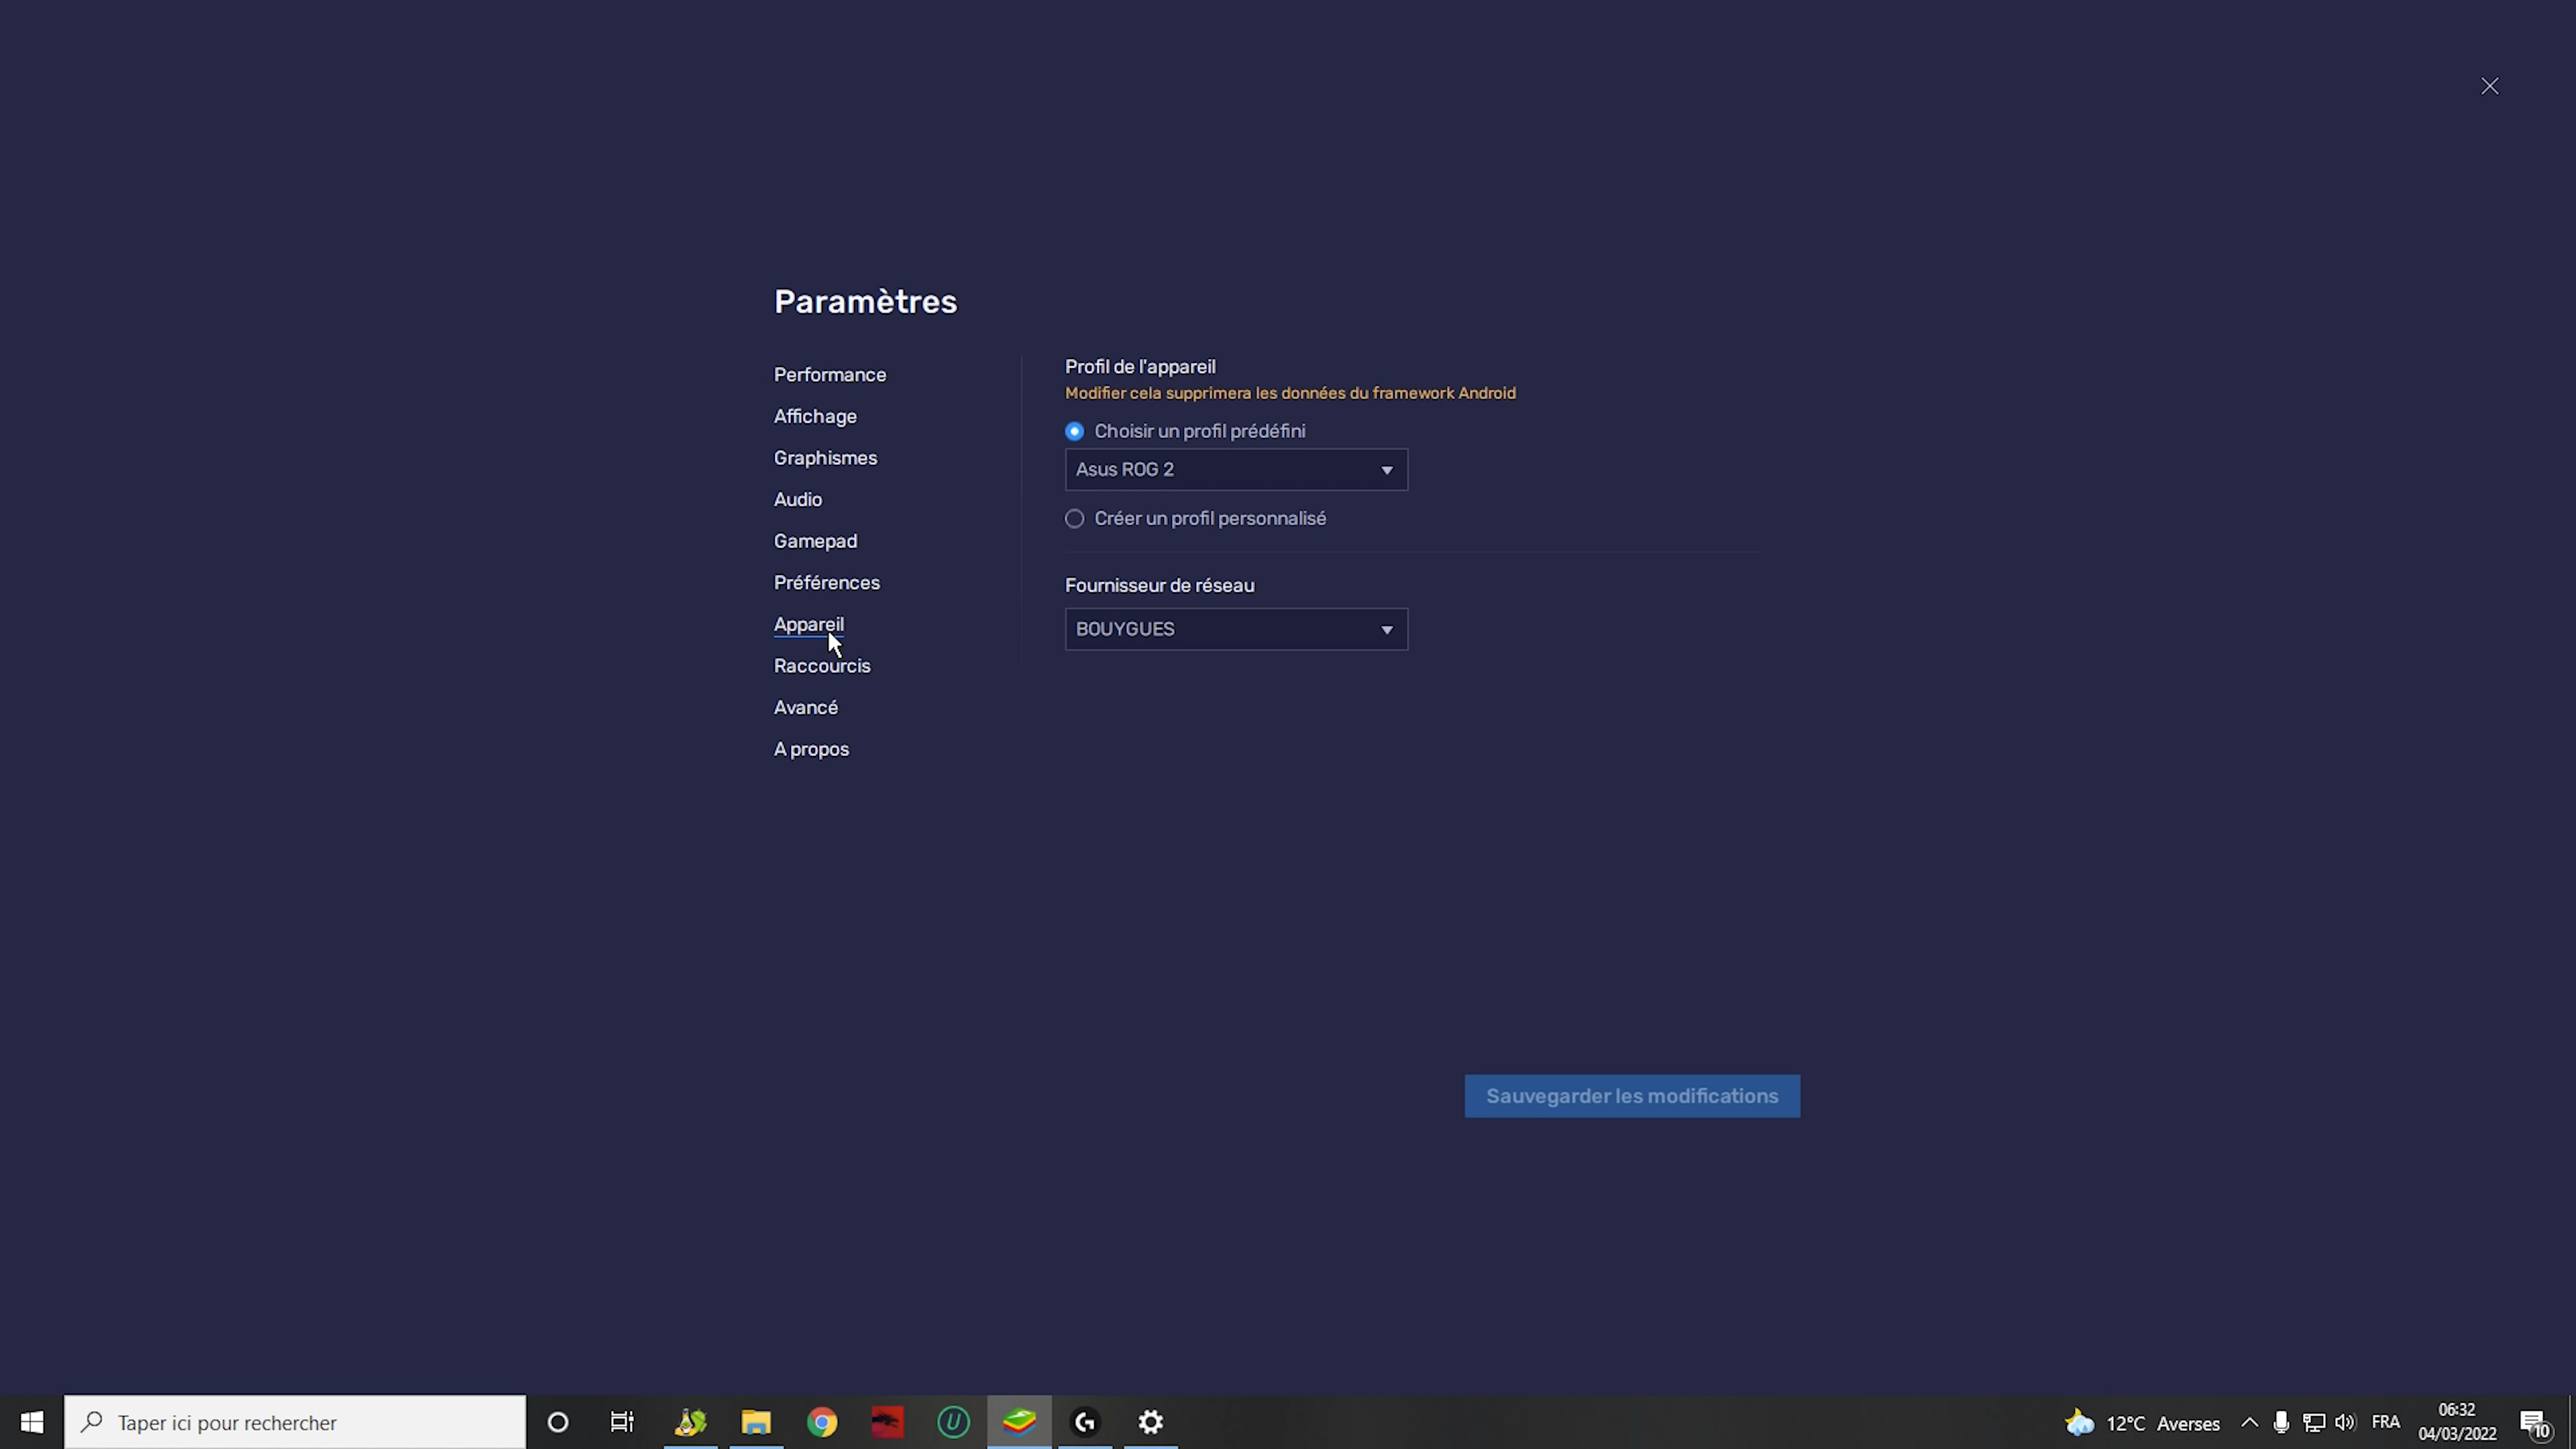 Paramètres
Performance
Affichage
Graphismes
Audio
Gamepad
Préférences
Appareil
Raccourcis
Avancé
A propos
Profil de l'appareil
Modifier cela supprimera les données du framework Android
Choisir un profil prédéfini
Asus ROG 2
Créer un profil personnalisé
Fournisseur de réseau
BOUYGUES
Sauvegarder les modifications
Taper ici pour rechercher
12°C Averses
FRA
06:32
04/03/2022
10